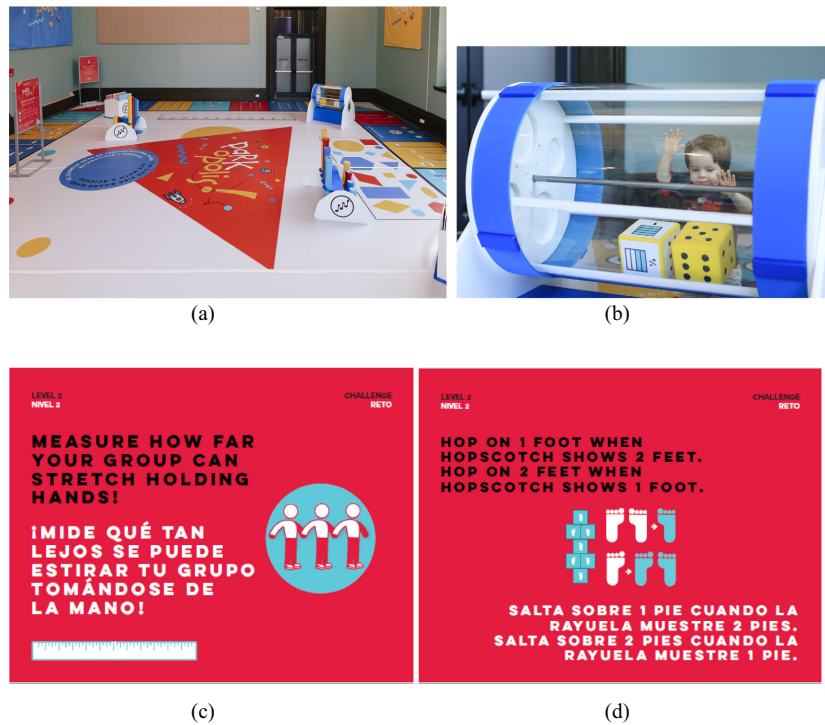 PARK
OPOLIS!
(a)
(b)
LEVEL 2
NIVEL 2
CHALLENGE
RETO
MEASURE HOW FAR
YOUR GROUP CAN
STRETCH HOLDING
HANDS!
¡MIDE QUÉ TAN
LEJOS SE PUEDE
ESTIRAR TU GRUPO
TOMÁNDOSE DE
LA MANO!
LEVEL 2
NIVEL 2
CHALLENGE
RETO
HOP ON 1 FOOT WHEN
HOPSCOTCH SHOWS 2 FEET.
HOP ON 2 FEET WHEN
HOPSCOTCH SHOWS 1 FOOT.
SALTA SOBRE 1 PIE CUANDO LA
RAYUELA MUESTRE 2 PIES.
SALTA SOBRE 2 PIES CUANDO LA
RAYUELA MUESTRE 1 PIE.
(c)
(d)